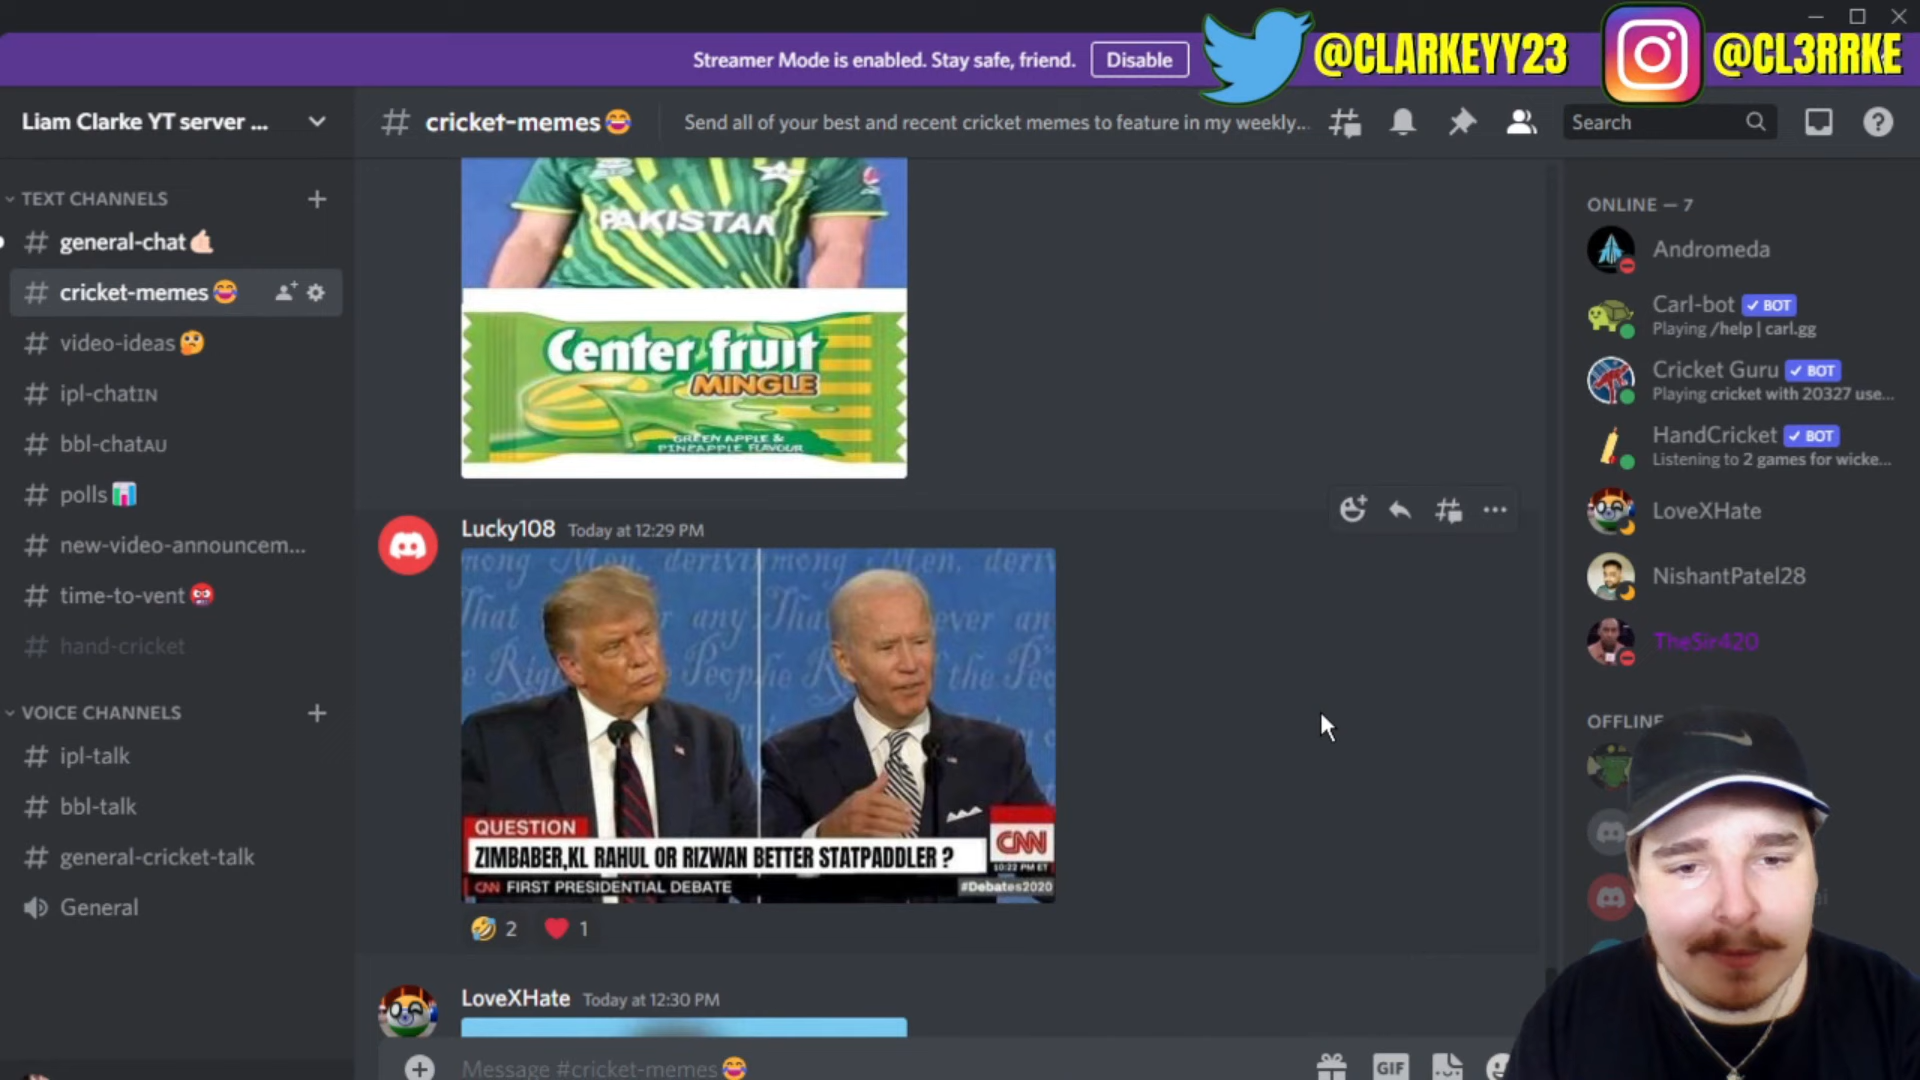 @CLARKEYY23
@CL3RRKE
Streamer Mode is enabled. Stay safe, friend.
Disable
Liam Clarke YT server ...
# cricket-memes😂
Send all of your best and recent cricket memes to feature in my weekly...
Search
TEXT CHANNELS
# general-chat🤙🏻
# cricket-memes😂
# video-ideas🤔
# ipl-chatIN
# bbl-chatAU
# polls📊
# new-video-announcem...
# time-to-vent👹
# hand-cricket
VOICE CHANNELS
# ipl-talk
# bbl-talk
# general-cricket-talk
General
PAKISTAN
Center fruit
MINGLE
GREEN APPLE &
PINEAPPLE FLAVOUR
Lucky108 Today at 12:29 PM
QUESTION
ZIMBABER,KL RAHUL OR RIZWAN BETTER STATPADDLER ?
CNN
10:22 PM ET
CNN FIRST PRESIDENTIAL DEBATE
#Debates2020
🤣 2 ❤️ 1
LoveXHate Today at 12:30 PM
Message #cricket-memes😂
GIF
ONLINE — 7
Andromeda
Carl-bot ✓ BOT
Playing /help | carl.gg
Cricket Guru ✓ BOT
Playing cricket with 20327 use...
HandCricket ✓ BOT
Listening to 2 games for wicke...
LoveXHate
NishantPatel28
TheSir420
OFFLINE